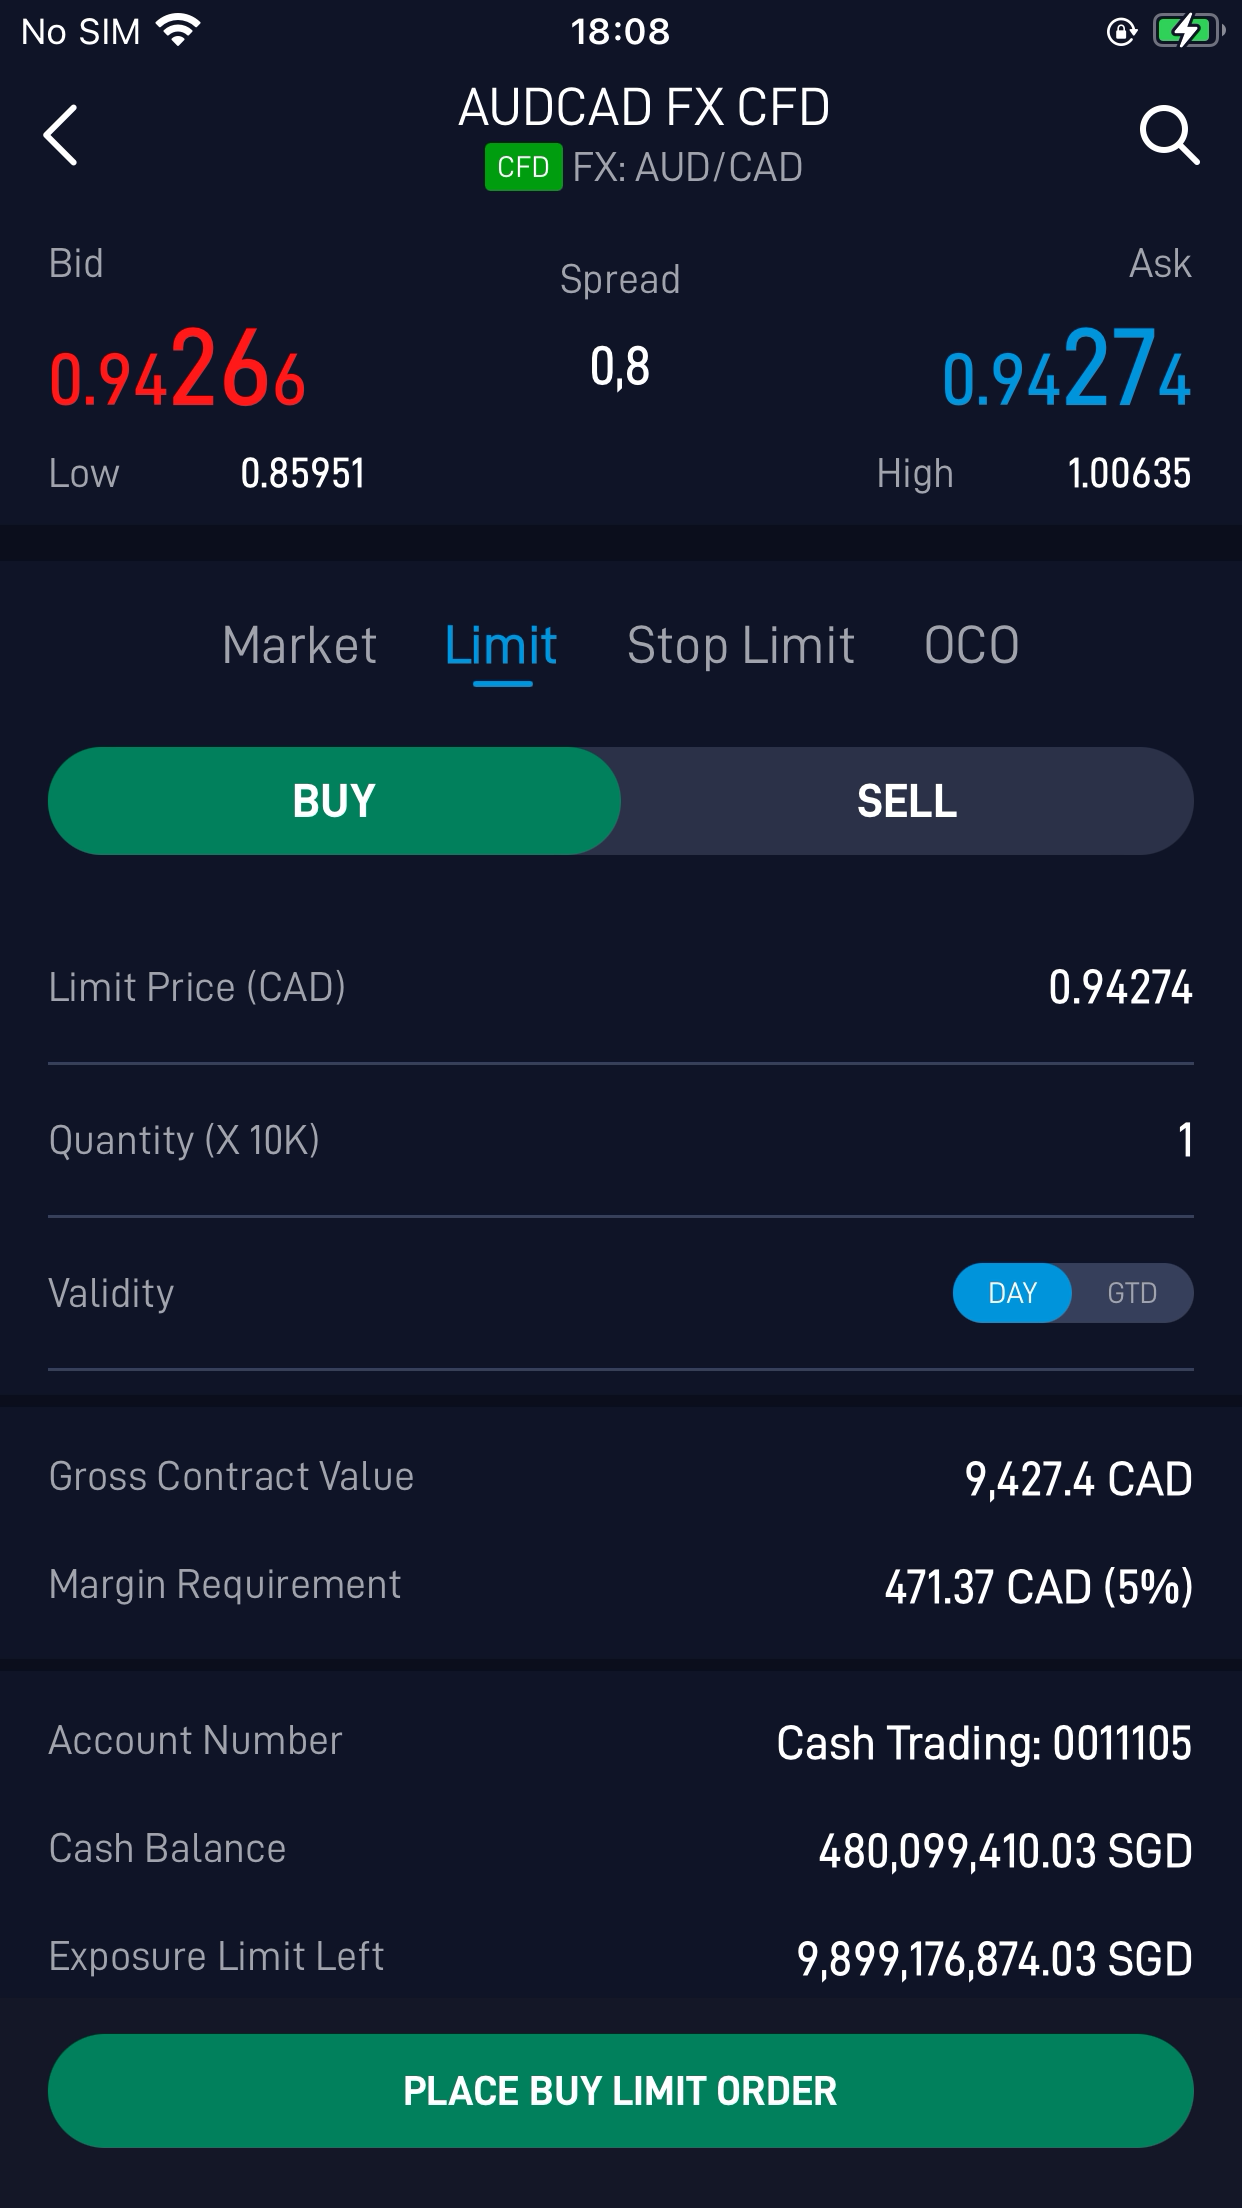 No SIM 18:08
AUDCAD FX CFD
CFD FX: AUD/CAD
Bid Spread Ask
0.94266 0,8 0.94274
Low 0.85951 High 1.00635
Market Limit Stop Limit OCO
BUY SELL
Limit Price (CAD) 0.94274
Quantity (X 10K) 1
Validity DAY GTD
Gross Contract Value 9,427.4 CAD
Margin Requirement 471.37 CAD (5%)
Account Number Cash Trading: 0011105
Cash Balance 480,099,410.03 SGD
Exposure Limit Left 9,899,176,874.03 SGD
PLACE BUY LIMIT ORDER